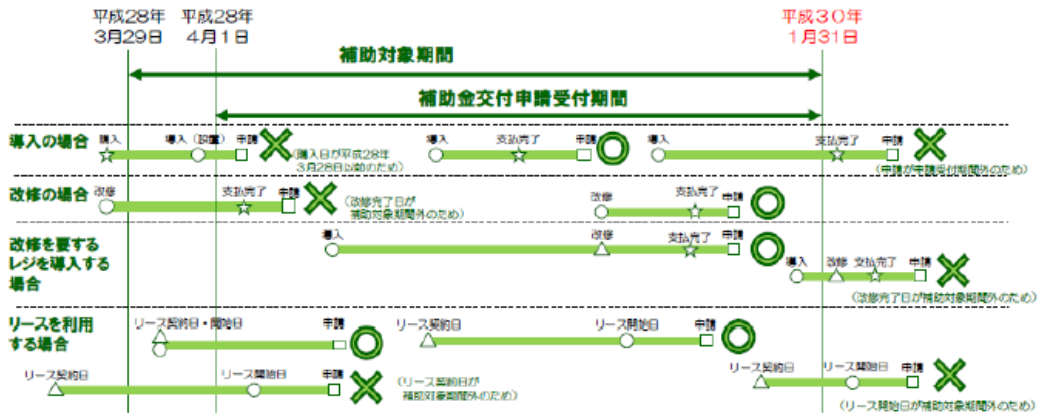 平成28年
3月29日
平成28年
4月1日
平成30年
1月31日
補助対象期間
補助金交付申請受付期間
導入の場合
購入
導入（設置）
申請
（購入日が平成28年
3月28日以前のため）
導入
支払完了
申請
導入
支払完了
申請
（申請が申請受付期間外のため）
改修の場合
改修
支払完了
申請
（改修完了日が
補助対象期間外のため）
改修
支払完了
申請
改修を要する
レジを導入する
場合
導入
改修
支払完了
申請
導入
改修
支払完了
申請
（改修完了日が補助対象期間外のため）
リースを利用
する場合
リース契約日・開始日
申請
リース契約日
リース開始日
申請
リース契約日
リース開始日
申請
（リース契約日が
補助対象期間外のため）
リース契約日
リース開始日
申請
（リース開始日が補助対象期間外のため）